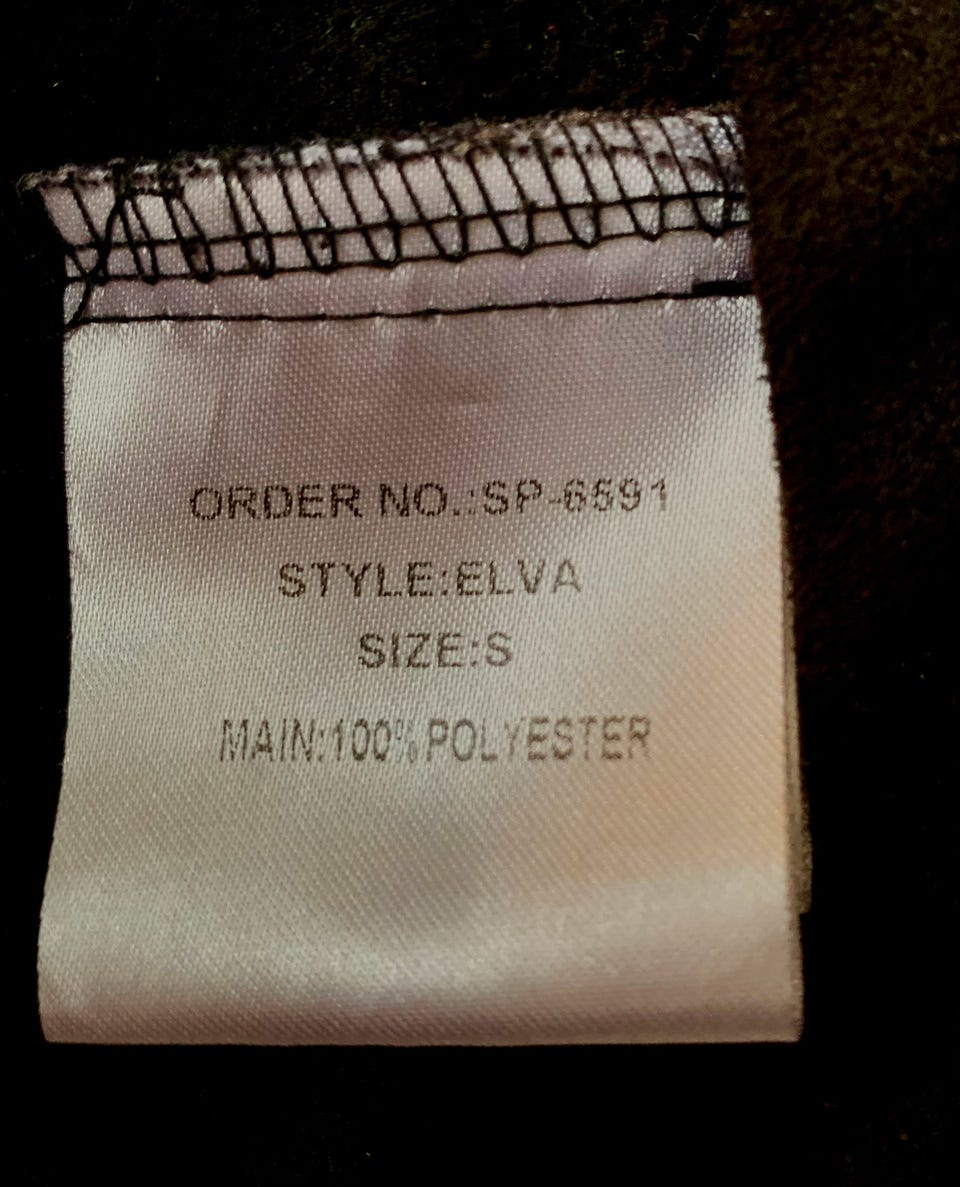 ORDER NO.:SP-6591
STYLE:ELVA
SIZE:S
MAIN:100% POLYESTER